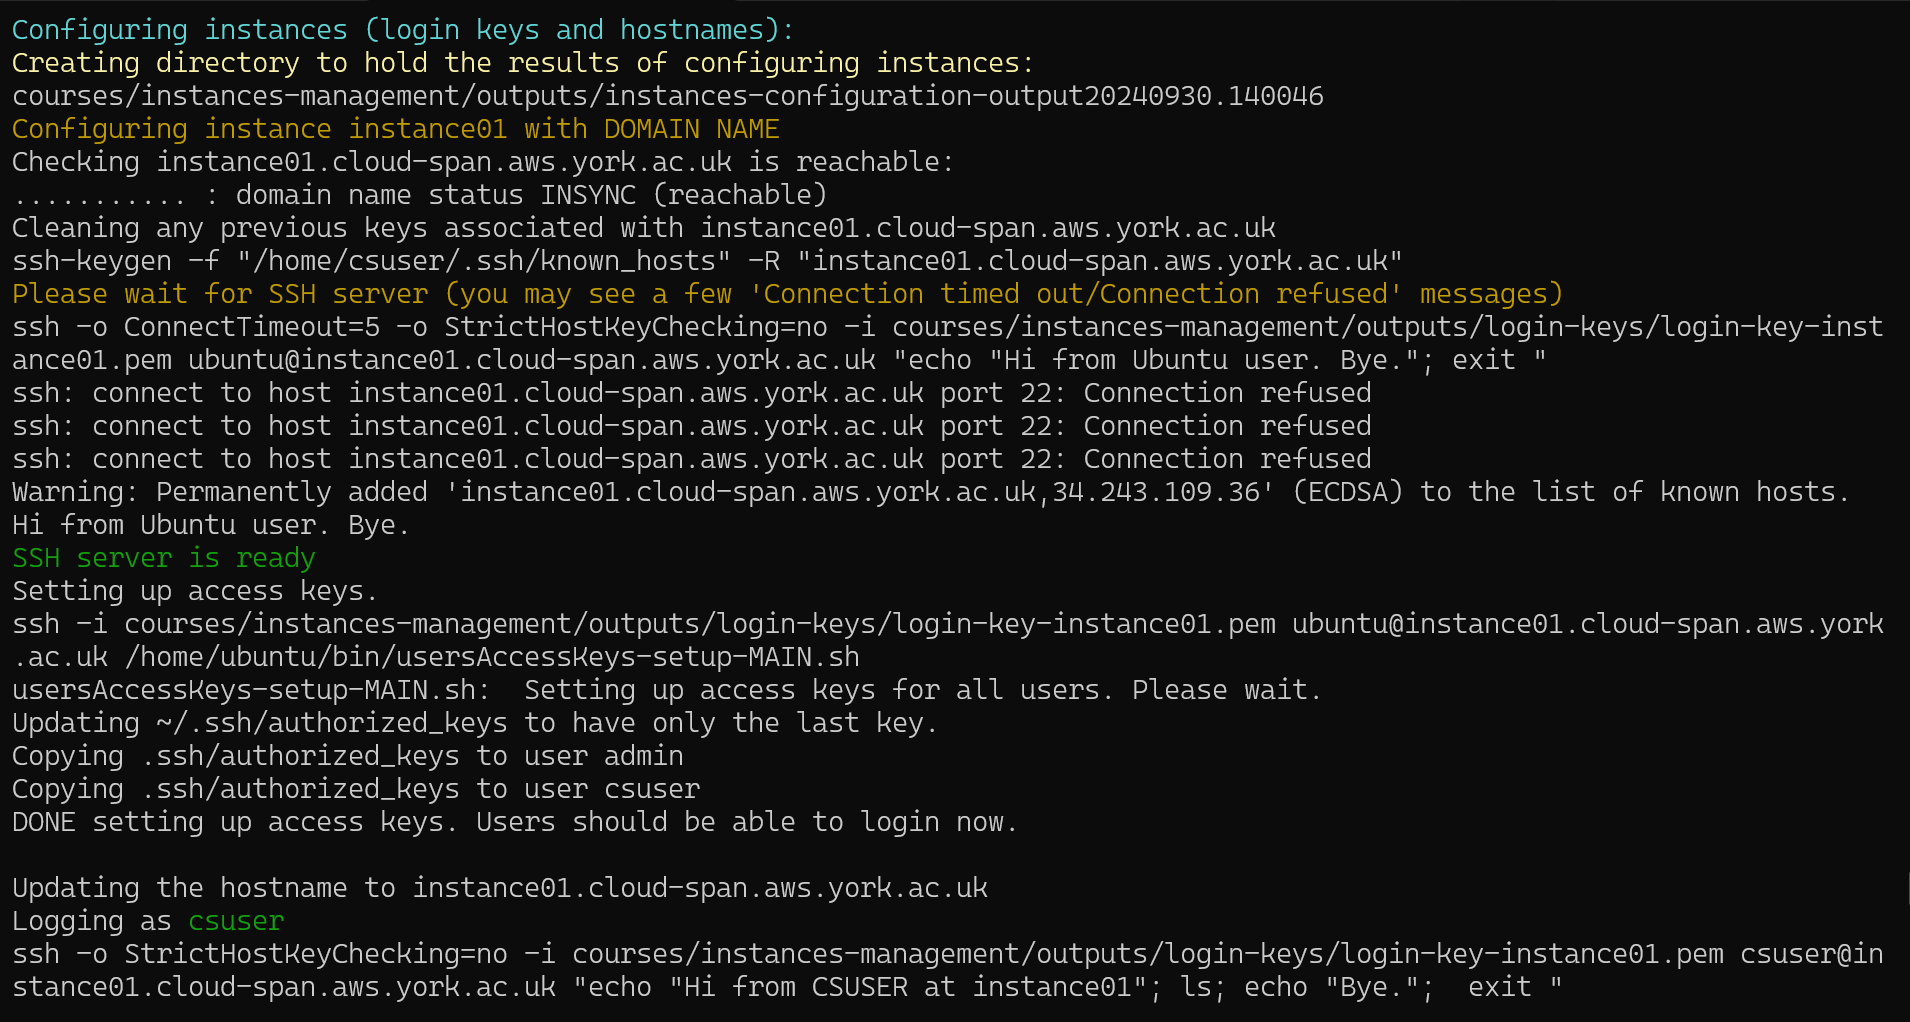 Configuring instances (login keys and hostnames):
Creating directory to hold the results of configuring instances:
courses/instances-management/outputs/instances-configuration-output20240930.140046
Configuring instance instance01 with DOMAIN NAME
Checking instance01.cloud-span.aws.york.ac.uk is reachable:
........... : domain name status INSYNC (reachable)
Cleaning any previous keys associated with instance01.cloud-span.aws.york.ac.uk
ssh-keygen -f "/home/csuser/.ssh/known_hosts" -R "instance01.cloud-span.aws.york.ac.uk"
Please wait for SSH server (you may see a few 'Connection timed out/Connection refused' messages)
ssh -o ConnectTimeout=5 -o StrictHostKeyChecking=no -i courses/instances-management/outputs/login-keys/login-key-inst
ance01.pem ubuntu@instance01.cloud-span.aws.york.ac.uk "echo "Hi from Ubuntu user. Bye."; exit "
ssh: connect to host instance01.cloud-span.aws.york.ac.uk port 22: Connection refused
ssh: connect to host instance01.cloud-span.aws.york.ac.uk port 22: Connection refused
ssh: connect to host instance01.cloud-span.aws.york.ac.uk port 22: Connection refused
Warning: Permanently added 'instance01.cloud-span.aws.york.ac.uk,34.243.109.36' (ECDSA) to the list of known hosts.
Hi from Ubuntu user. Bye.
SSH server is ready
Setting up access keys.
ssh -i courses/instances-management/outputs/login-keys/login-key-instance01.pem ubuntu@instance01.cloud-span.aws.york
.ac.uk /home/ubuntu/bin/usersAccessKeys-setup-MAIN.sh
usersAccessKeys-setup-MAIN.sh:  Setting up access keys for all users. Please wait.
Updating ~/.ssh/authorized_keys to have only the last key.
Copying .ssh/authorized_keys to user admin
Copying .ssh/authorized_keys to user csuser
DONE setting up access keys. Users should be able to login now.
Updating the hostname to instance01.cloud-span.aws.york.ac.uk
Logging as csuser
ssh -o StrictHostKeyChecking=no -i courses/instances-management/outputs/login-keys/login-key-instance01.pem csuser@in
stance01.cloud-span.aws.york.ac.uk "echo "Hi from CSUSER at instance01"; ls; echo "Bye.";  exit "